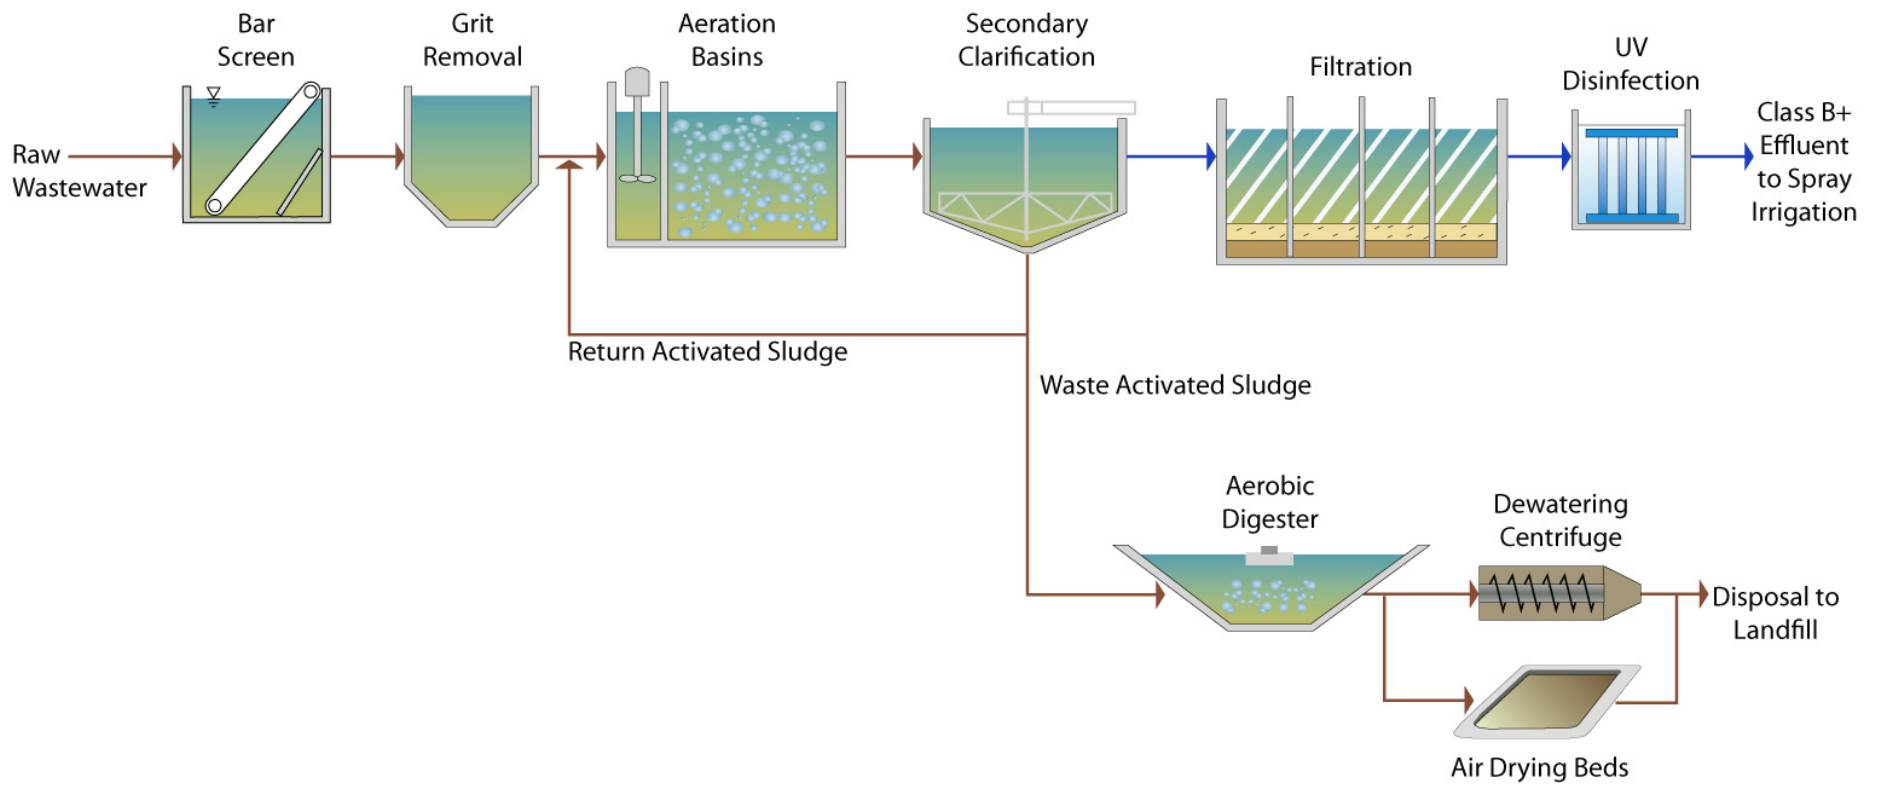 Bar
Screen
Grit
Removal
Aeration
Basins
Secondary
Clarification
Filtration
UV
Disinfection
Raw
Wastewater
Class B+
Effluent
to Spray
Irrigation
Return Activated Sludge
Waste Activated Sludge
Aerobic
Digester
Dewatering
Centrifuge
Disposal to
Landfill
Air Drying Beds